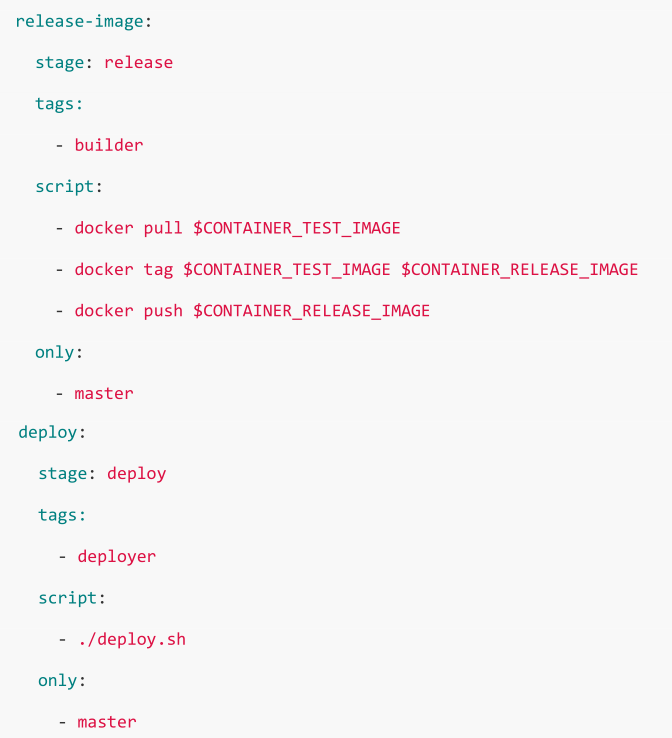 release-image:
stage: release
tags:
- builder
script:
- docker pull $CONTAINER_TEST_IMAGE
- docker tag $CONTAINER_TEST_IMAGE $CONTAINER_RELEASE_IMAGE
- docker push $CONTAINER_RELEASE_IMAGE
only:
- master
deploy:
stage: deploy
tags:
- deployer
script:
- ./deploy.sh
only:
- master